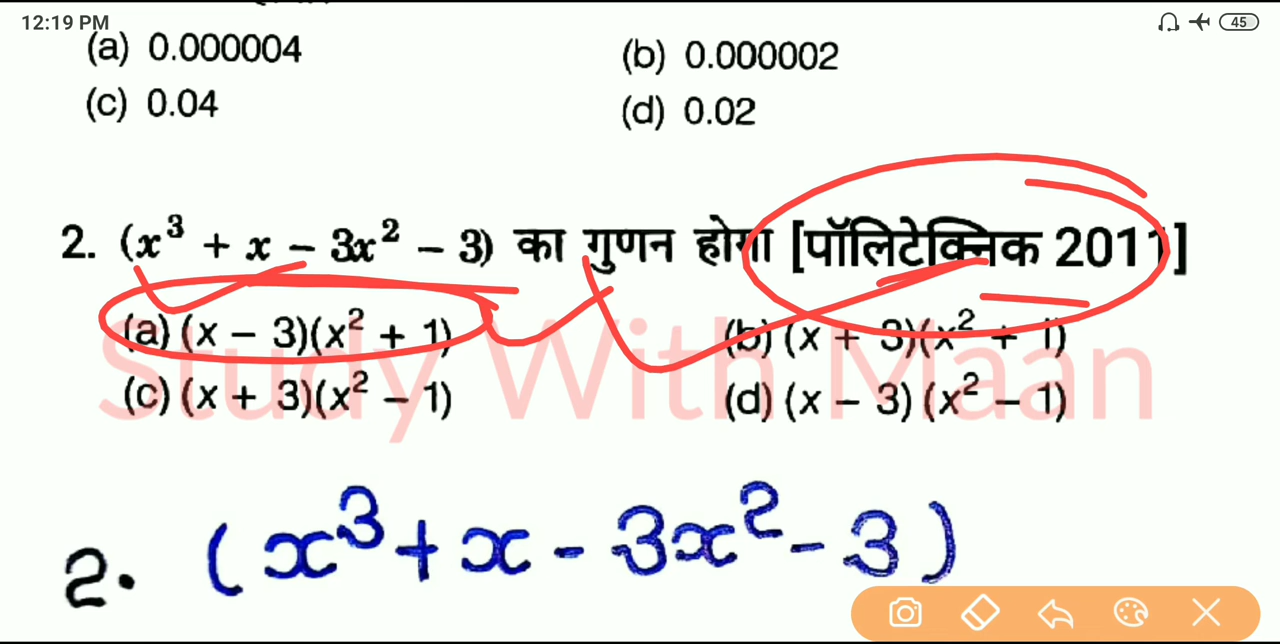 12:19 PM 45
(a) 0.000004 (b) 0.000002
(c) 0.04 (d) 0.02
2. (x³ + x – 3x² – 3) का गुणन होगा [पॉलिटेक्निक 2011]
(a) (x – 3)(x² + 1) (b) (x + 3)(x² + 1)
(c) (x + 3)(x² – 1) (d) (x – 3) (x² – 1)
Study With Maan
2. (x³ + x - 3x² - 3)